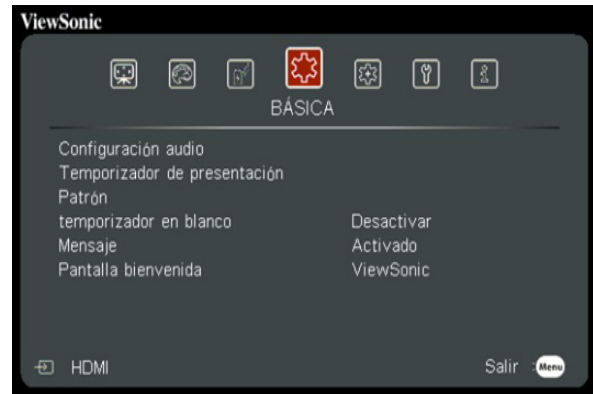 ViewSonic
BÁSICA
Configuración audio
Temporizador de presentación
Patrón
temporizador en blanco Desactivar
Mensaje Activado
Pantalla bienvenida ViewSonic
HDMI Salir : Menu